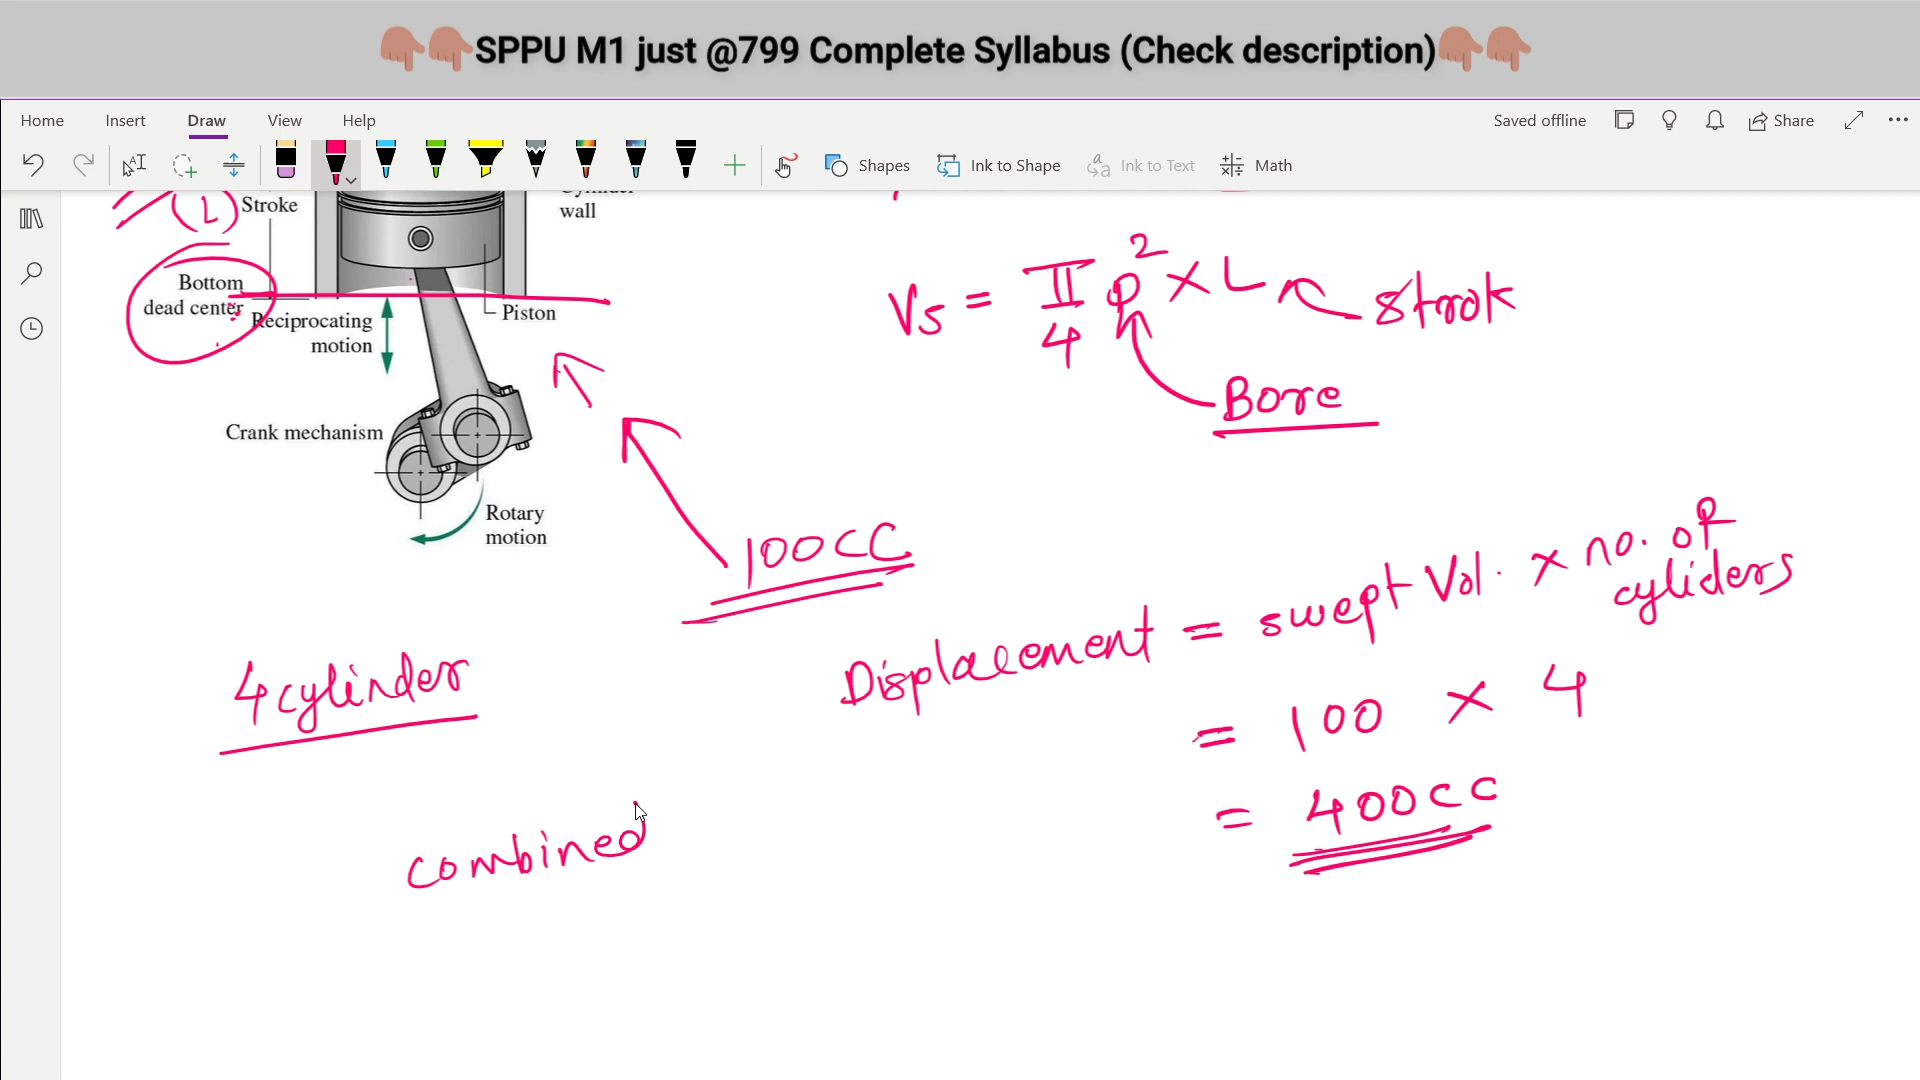 👇👇SPPU M1 just @799 Complete Syllabus (Check description)👇👇
Home Insert Draw View Help
Saved offline Share
Shapes Ink to Shape Ink to Text Math
(L) Stroke
wall
Bottom
dead center
Reciprocating
motion
Piston
Crank mechanism
Rotary
motion
Vs = π/4 φ² × L strok
Bore
100CC
4 cylinder
Displacement = swept Vol. × no. of
cyliders
= 100 × 4
= 400CC
combined